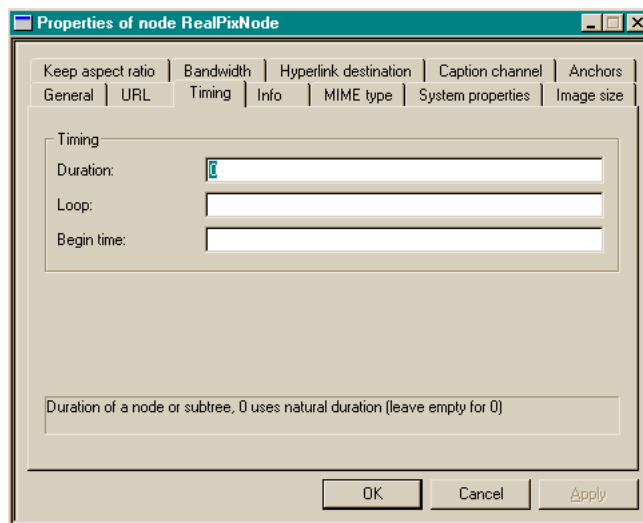 Properties of node RealPixNode
Keep aspect ratio Bandwidth Hyperlink destination Caption channel Anchors
General URL Timing Info MIME type System properties Image size
Timing
Duration: 0
Loop:
Begin time:
Duration of a node or subtree, 0 uses natural duration (leave empty for 0)
OK Cancel Apply